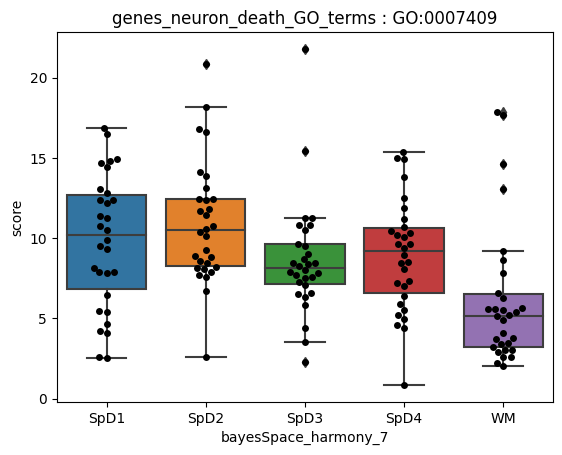 genes_neuron_death_GO_terms : GO:0007409
20
15
10
5
0
score
SpD1 SpD2 SpD3 SpD4 WM
bayesSpace_harmony_7